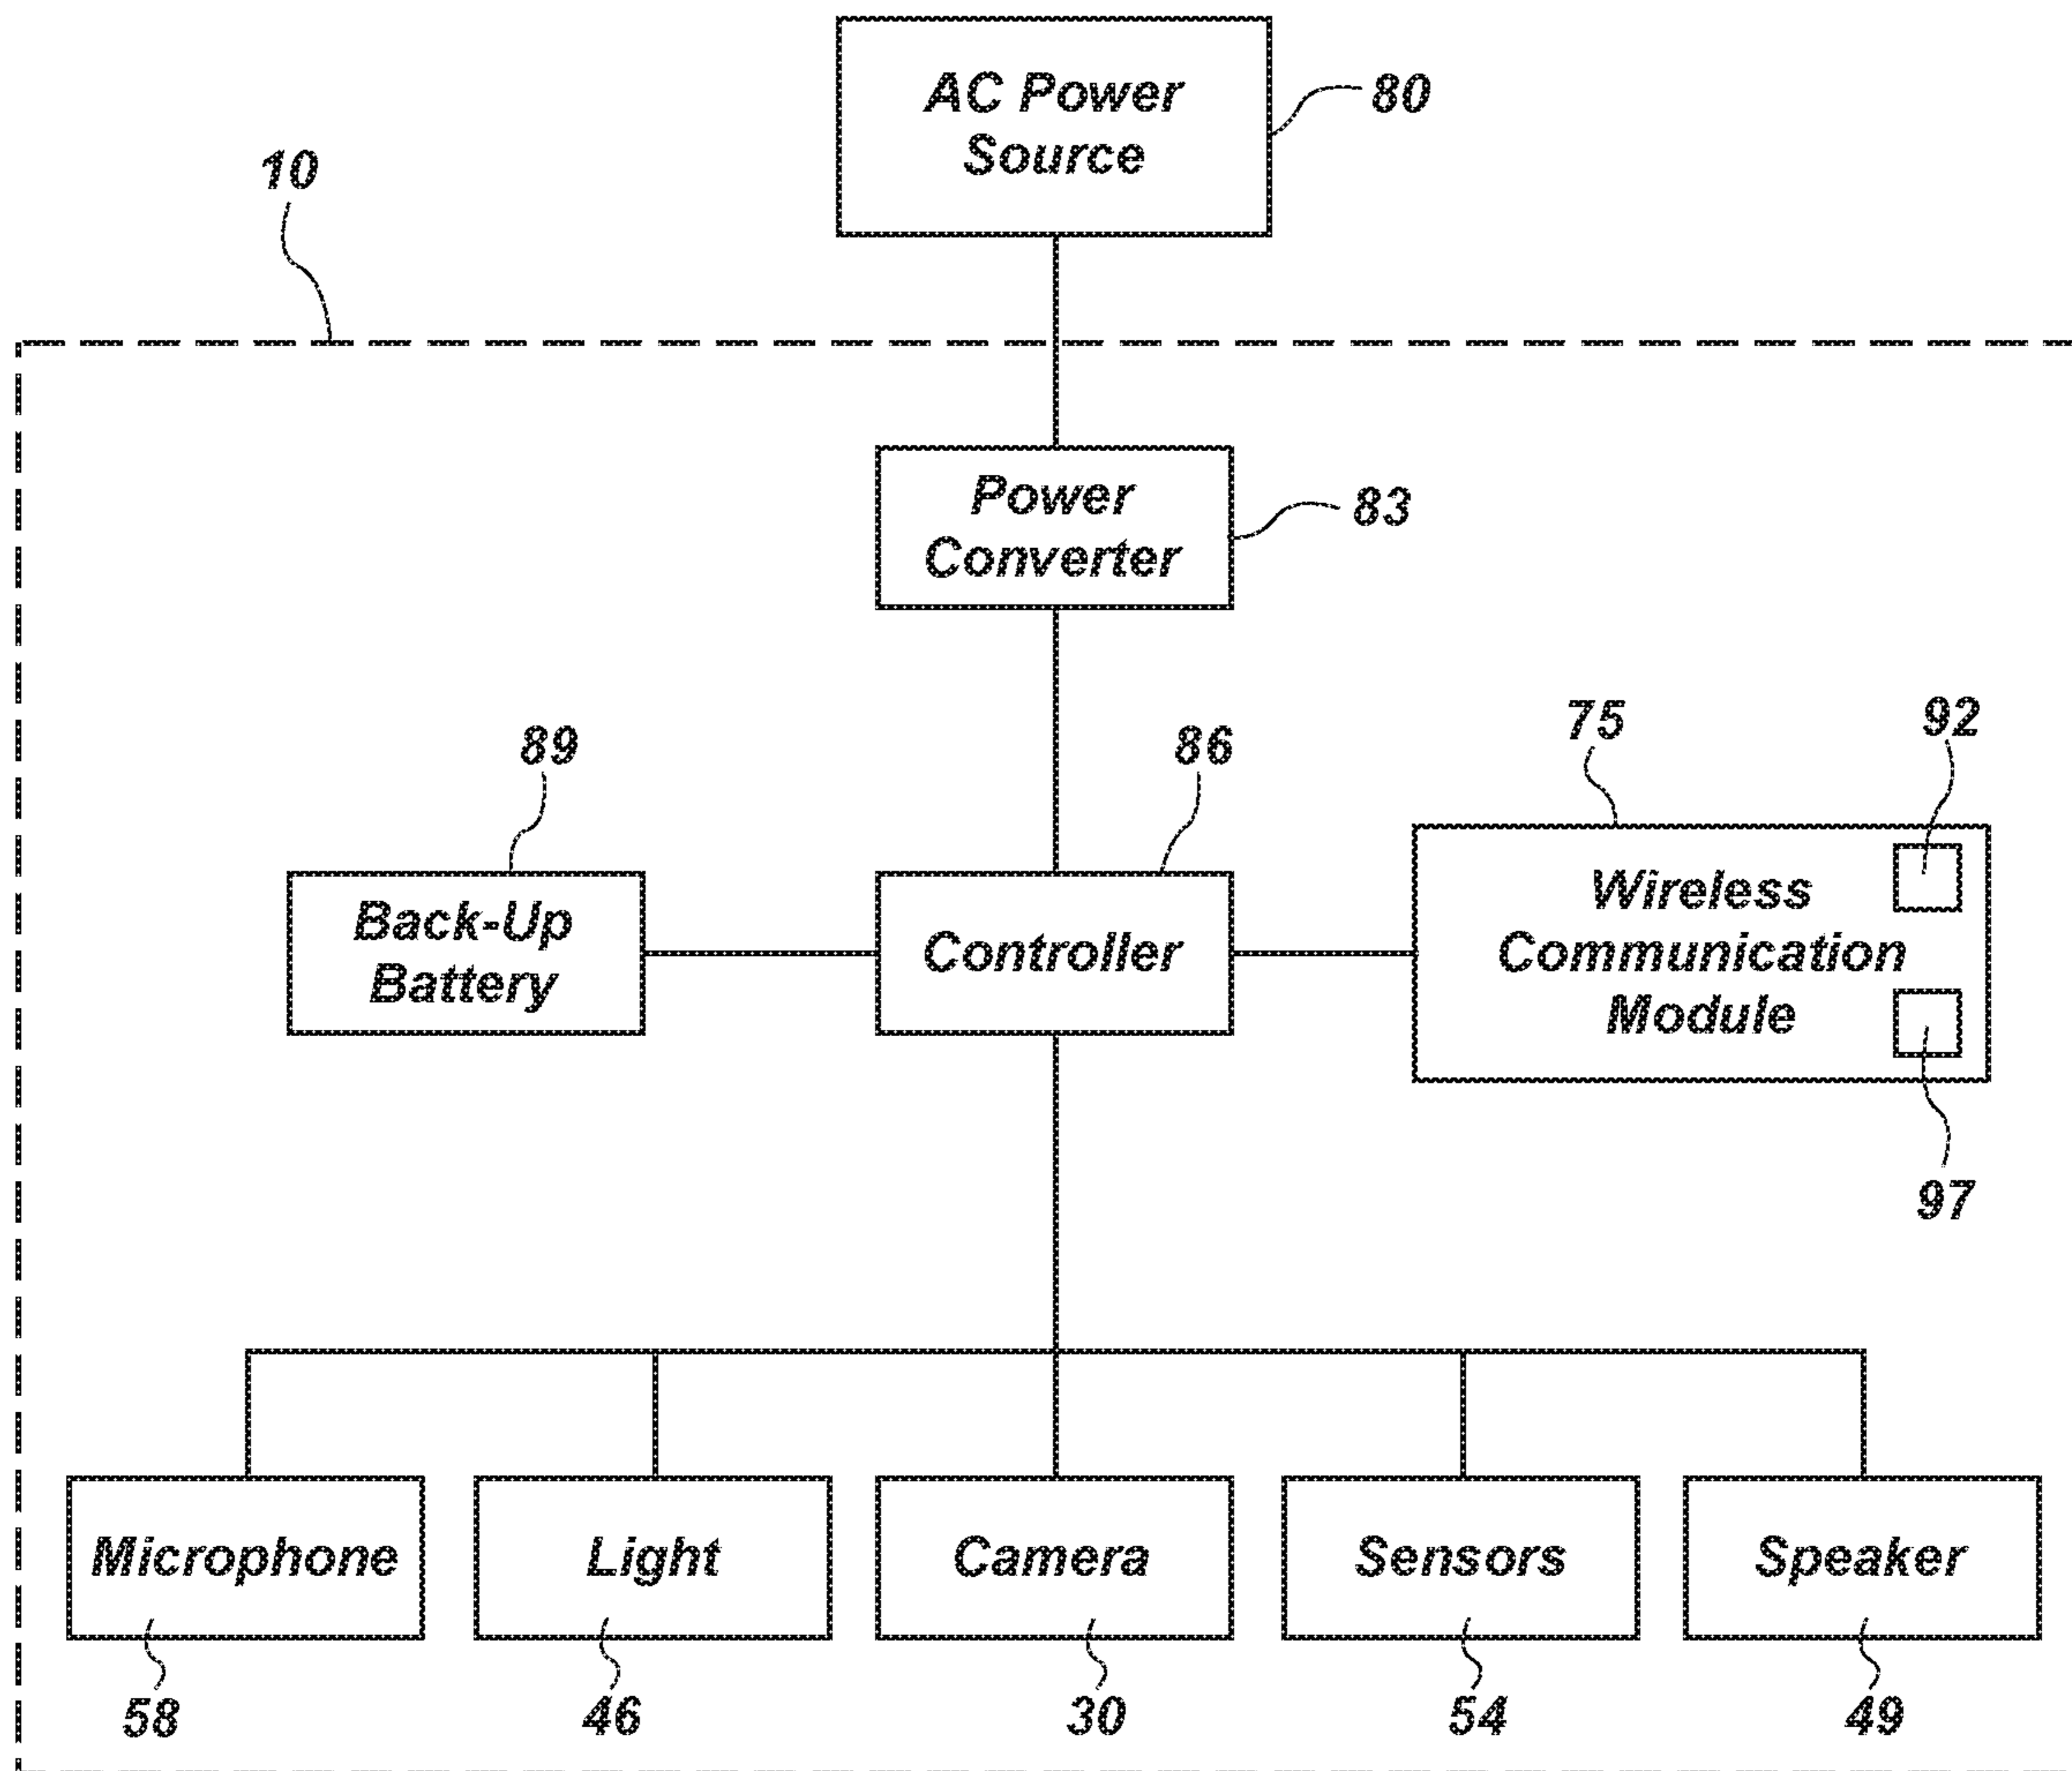 AC Power
Source
80
10
Power
Converter
83
89
86
75
92
Back-Up
Battery
Controller
Wireless
Communication
Module
97
Microphone
Light
Camera
Sensors
Speaker
58
46
30
54
49